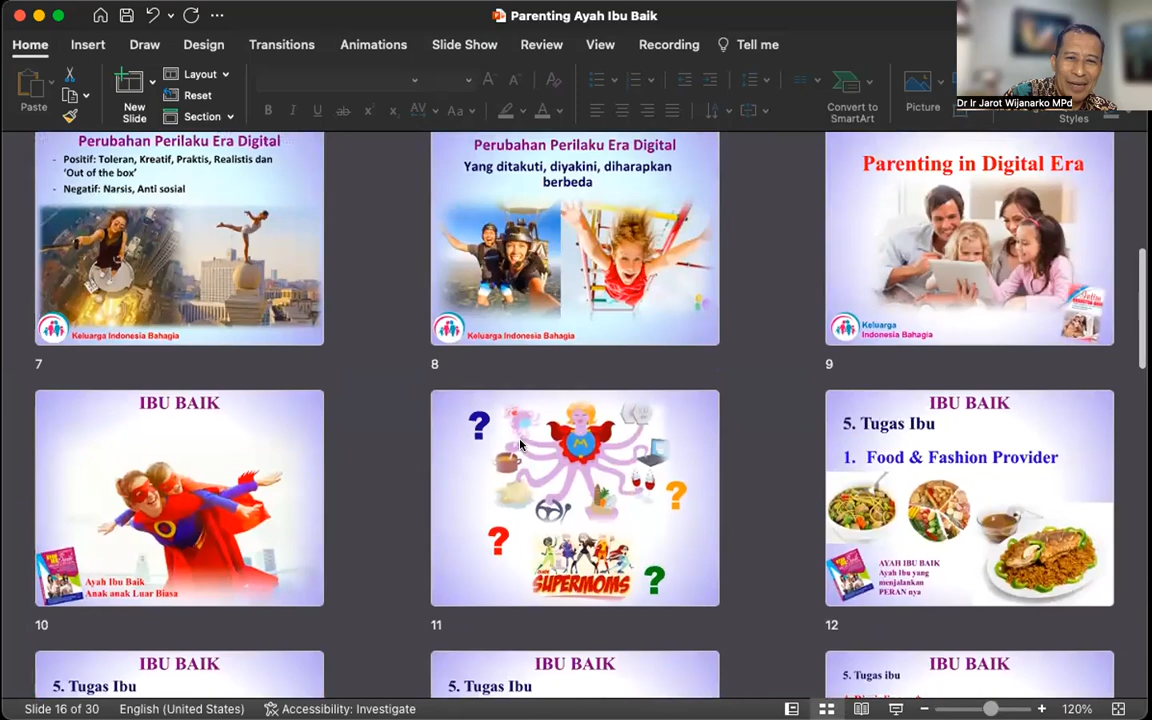 Parenting Ayah Ibu Baik
Home Insert Draw Design Transitions Animations Slide Show Review View Recording Tell me
Paste
New Slide
Layout
Reset
Section
B I U ab x² x₂ AV Aa A
Convert to SmartArt
Picture
Styles
Dr Ir Jarot Wijanarko MPd
Perubahan Perilaku Era Digital
- Positif: Toleran, Kreatif, Praktis, Realistis dan
'Out of the box'
- Negatif: Narsis, Anti sosial
Keluarga Indonesia Bahagia
7
Perubahan Perilaku Era Digital
Yang ditakuti, diyakini, diharapkan
berbeda
Keluarga Indonesia Bahagia
8
Parenting in Digital Era
Keluarga
Indonesia Bahagia
9
IBU BAIK
Ayah Ibu Baik
Anak anak Luar Biasa
10
?
M
?
?
SUPERMOMS
?
11
IBU BAIK
5. Tugas Ibu
1. Food & Fashion Provider
AYAH IBU BAIK
Ayah Ibu yang
menjalankan
PERAN nya
12
IBU BAIK
5. Tugas Ibu
IBU BAIK
5. Tugas Ibu
IBU BAIK
5. Tugas ibu
Slide 16 of 30 English (United States) Accessibility: Investigate 120%